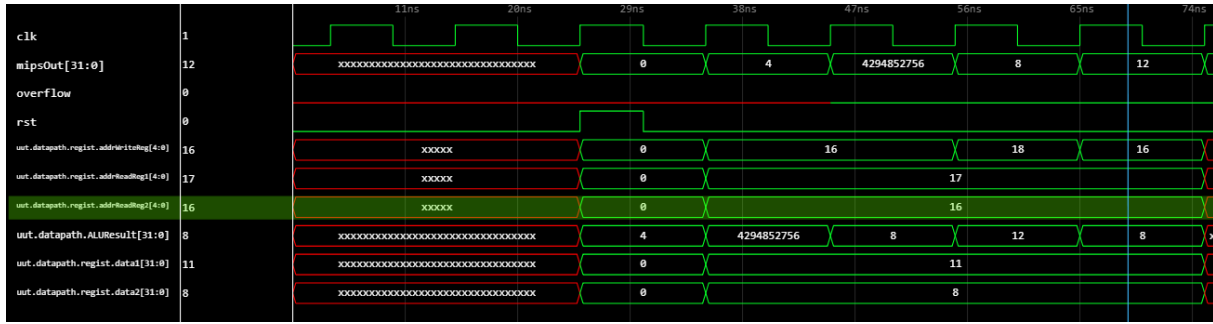 11ns 20ns 29ns 38ns 47ns 56ns 65ns 74ns
clk 1
mipsOut[31:0] 12 xxxxxxxxxxxxxxxxxxxxxxxxxxxxxxxx 0 4 4294852756 8 12
overflow 0
rst 0
uut.datapath.regist.addrWriteReg[4:0] 16 xxxxx 0 16 18 16
uut.datapath.regist.addrReadReg1[4:0] 17 xxxxx 0 17
uut.datapath.regist.addrReadReg2[4:0] 16 xxxxx 0 16
uut.datapath.ALUResult[31:0] 8 xxxxxxxxxxxxxxxxxxxxxxxxxxxxxxxx 4 4294852756 8 12 8 x
uut.datapath.regist.data1[31:0] 11 xxxxxxxxxxxxxxxxxxxxxxxxxxxxxxxx 0 11
uut.datapath.regist.data2[31:0] 8 xxxxxxxxxxxxxxxxxxxxxxxxxxxxxxxx 0 8